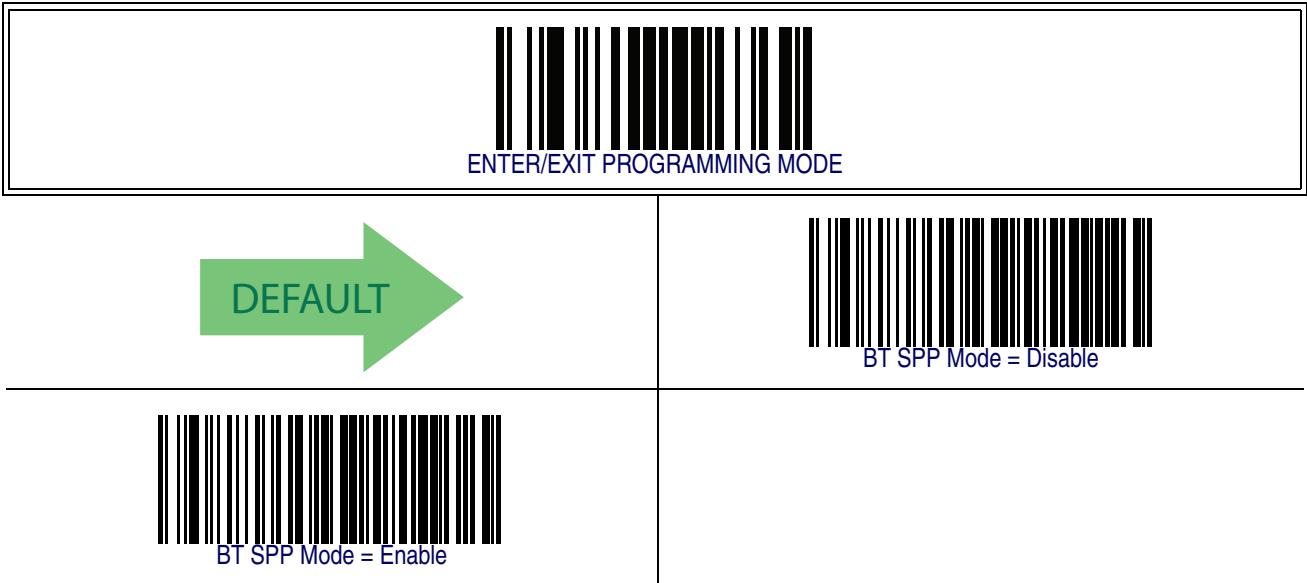 ENTER/EXIT PROGRAMMING MODE
DEFAULT
BT SPP Mode = Disable
BT SPP Mode = Enable